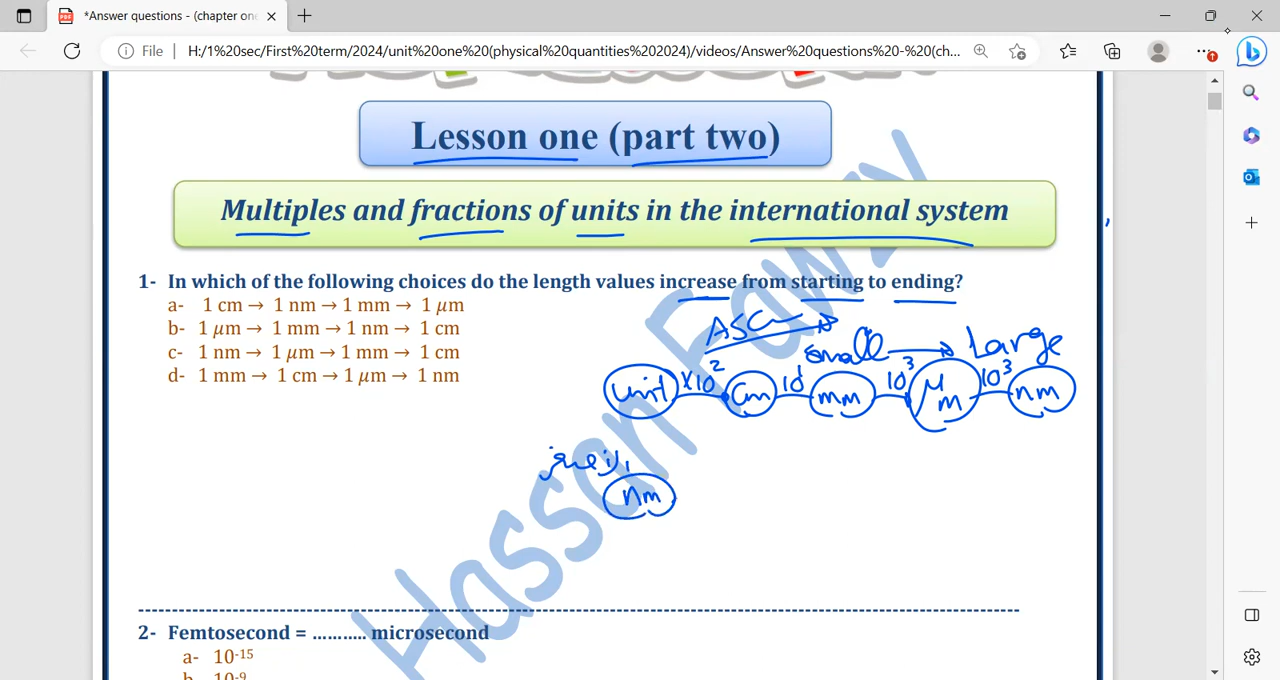 *Answer questions - (chapter one
File
H:/1%20sec/First%20term/2024/unit%20one%20(physical%20quantities%202024)/videos/Answer%20questions%20-%20(ch...
Lesson one (part two)
Multiples and fractions of units in the international system
1- In which of the following choices do the length values increase from starting to ending?
a- 1 cm → 1 nm → 1 mm → 1 μm
b- 1 μm → 1 mm → 1 nm → 1 cm
c- 1 nm → 1 μm → 1 mm → 1 cm
d- 1 mm → 1 cm → 1 μm → 1 nm
ASC
small → Large
Unit ×10² Cm 10¹ mm 10³ μm 10³ nm
nm
Hassan Fawzy
2- Femtosecond = ........... microsecond
a- 10⁻¹⁵
b- 10⁻⁹